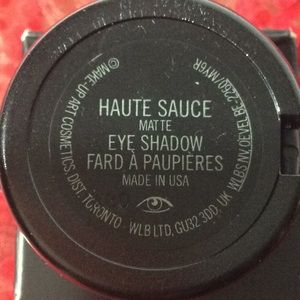 HAUTE SAUCE
MATTE
EYE SHADOW
FARD À PAUPIÈRES
MADE IN USA
© MAKE-UP ART COSMETICS, DIST. TORONTO · WLB LTD, GU32 3DD, UK